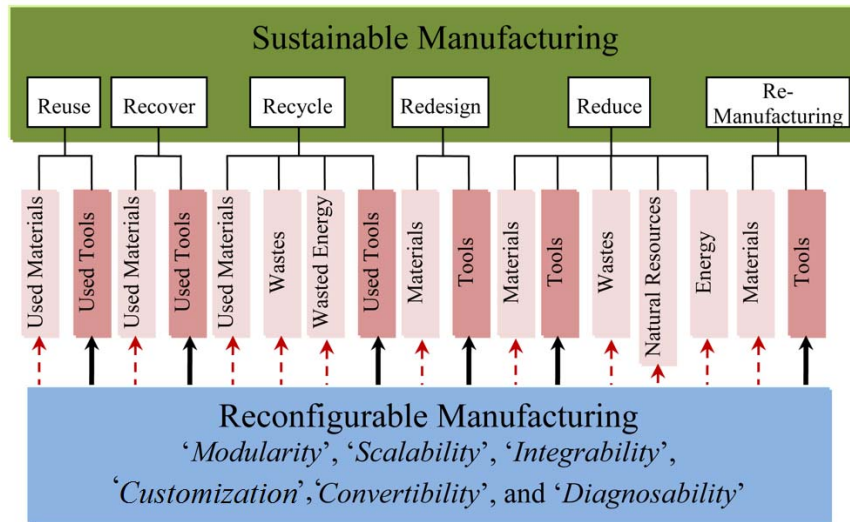 Sustainable Manufacturing
Reuse
Recover
Recycle
Redesign
Reduce
Re-
Manufacturing
Used Materials
Used Tools
Used Materials
Used Tools
Used Materials
Wastes
Wasted Energy
Used Tools
Materials
Tools
Materials
Tools
Wastes
Natural Resources
Energy
Materials
Tools
Reconfigurable Manufacturing
‘Modularity’, ‘Scalability’, ‘Integrability’,
‘Customization’,‘Convertibility’, and ‘Diagnosability’